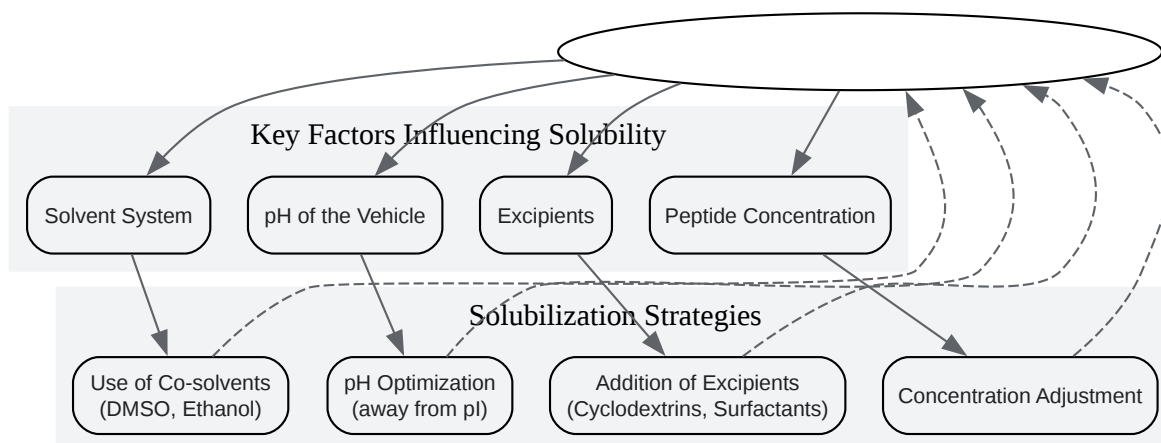 Key Factors Influencing Solubility
Solvent System
pH of the Vehicle
Excipients
Peptide Concentration
Solubilization Strategies
Use of Co-solvents
(DMSO, Ethanol)
pH Optimization
(away from pI)
Addition of Excipients
(Cyclodextrins, Surfactants)
Concentration Adjustment